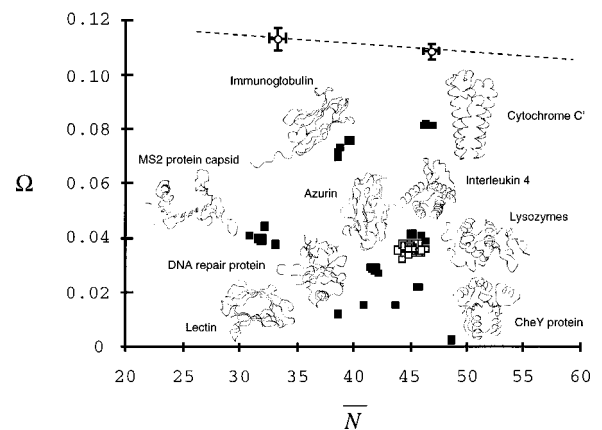 0.12
0.10
Immunoglobulin
Cytochrome C'
0.08
MS2 protein capsid
Interleukin 4
Ω
0.06
Azurin
Lysozymes
0.04
DNA repair protein
0.02
Lectin
CheY protein
0
20 25 30 35 40 45 50 55 60
N